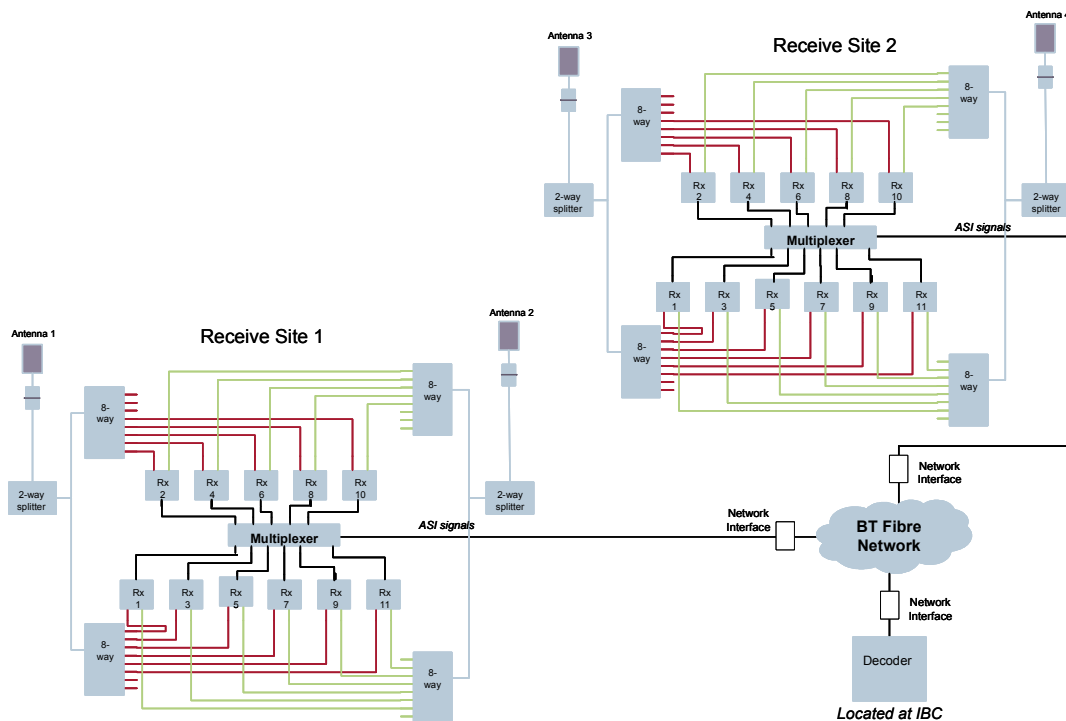 Antenna 3
Receive Site 2
Antenna 4
8-
way
8-
way
2-way
splitter
Rx
2
Rx
4
Rx
6
Rx
8
Rx
10
2-way
splitter
Multiplexer
ASI signals
Rx
1
Rx
3
Rx
5
Rx
7
Rx
9
Rx
11
8-
way
8-
way
Antenna 1
Receive Site 1
Antenna 2
8-
way
8-
way
2-way
splitter
Rx
2
Rx
4
Rx
6
Rx
8
Rx
10
2-way
splitter
Multiplexer
ASI signals
Rx
1
Rx
3
Rx
5
Rx
7
Rx
9
Rx
11
8-
way
8-
way
Network
Interface
Network
Interface
BT Fibre
Network
Network
Interface
Decoder
Located at IBC